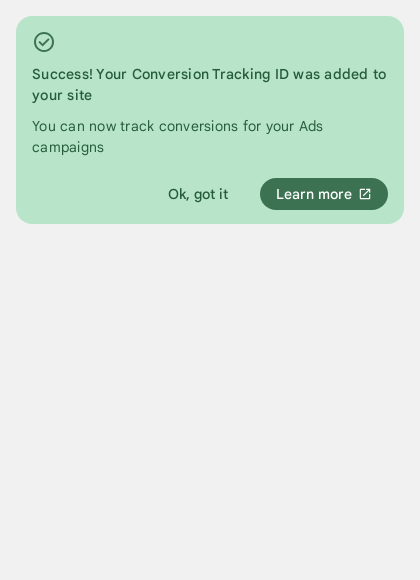 Success! Your Conversion Tracking ID was added to
your site
You can now track conversions for your Ads
campaigns
Ok, got it
Learn more